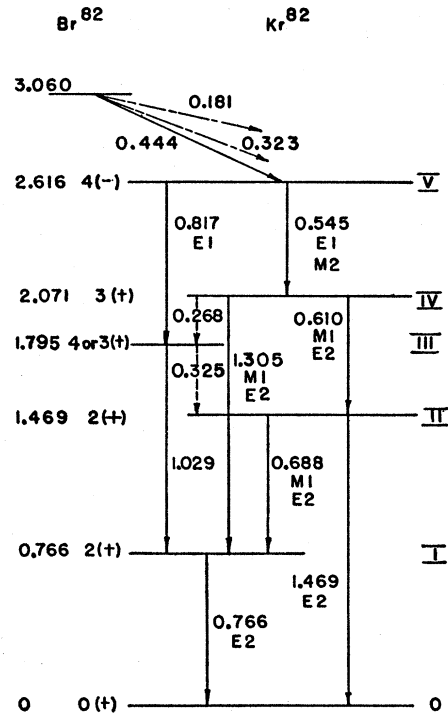 Br⁸² Kr⁸²
3.060
0.181
0.323
0.444
2.616 4(-) V
0.817
E1
0.545
E1
M2
2.071 3(+) IV
0.268
0.610
M1
E2
1.795 4or3(+) III
0.325
1.305
M1
E2
1.469 2(+) II
1.029
0.688
M1
E2
0.766 2(+) I
1.469
E2
0.766
E2
0 0(+) 0